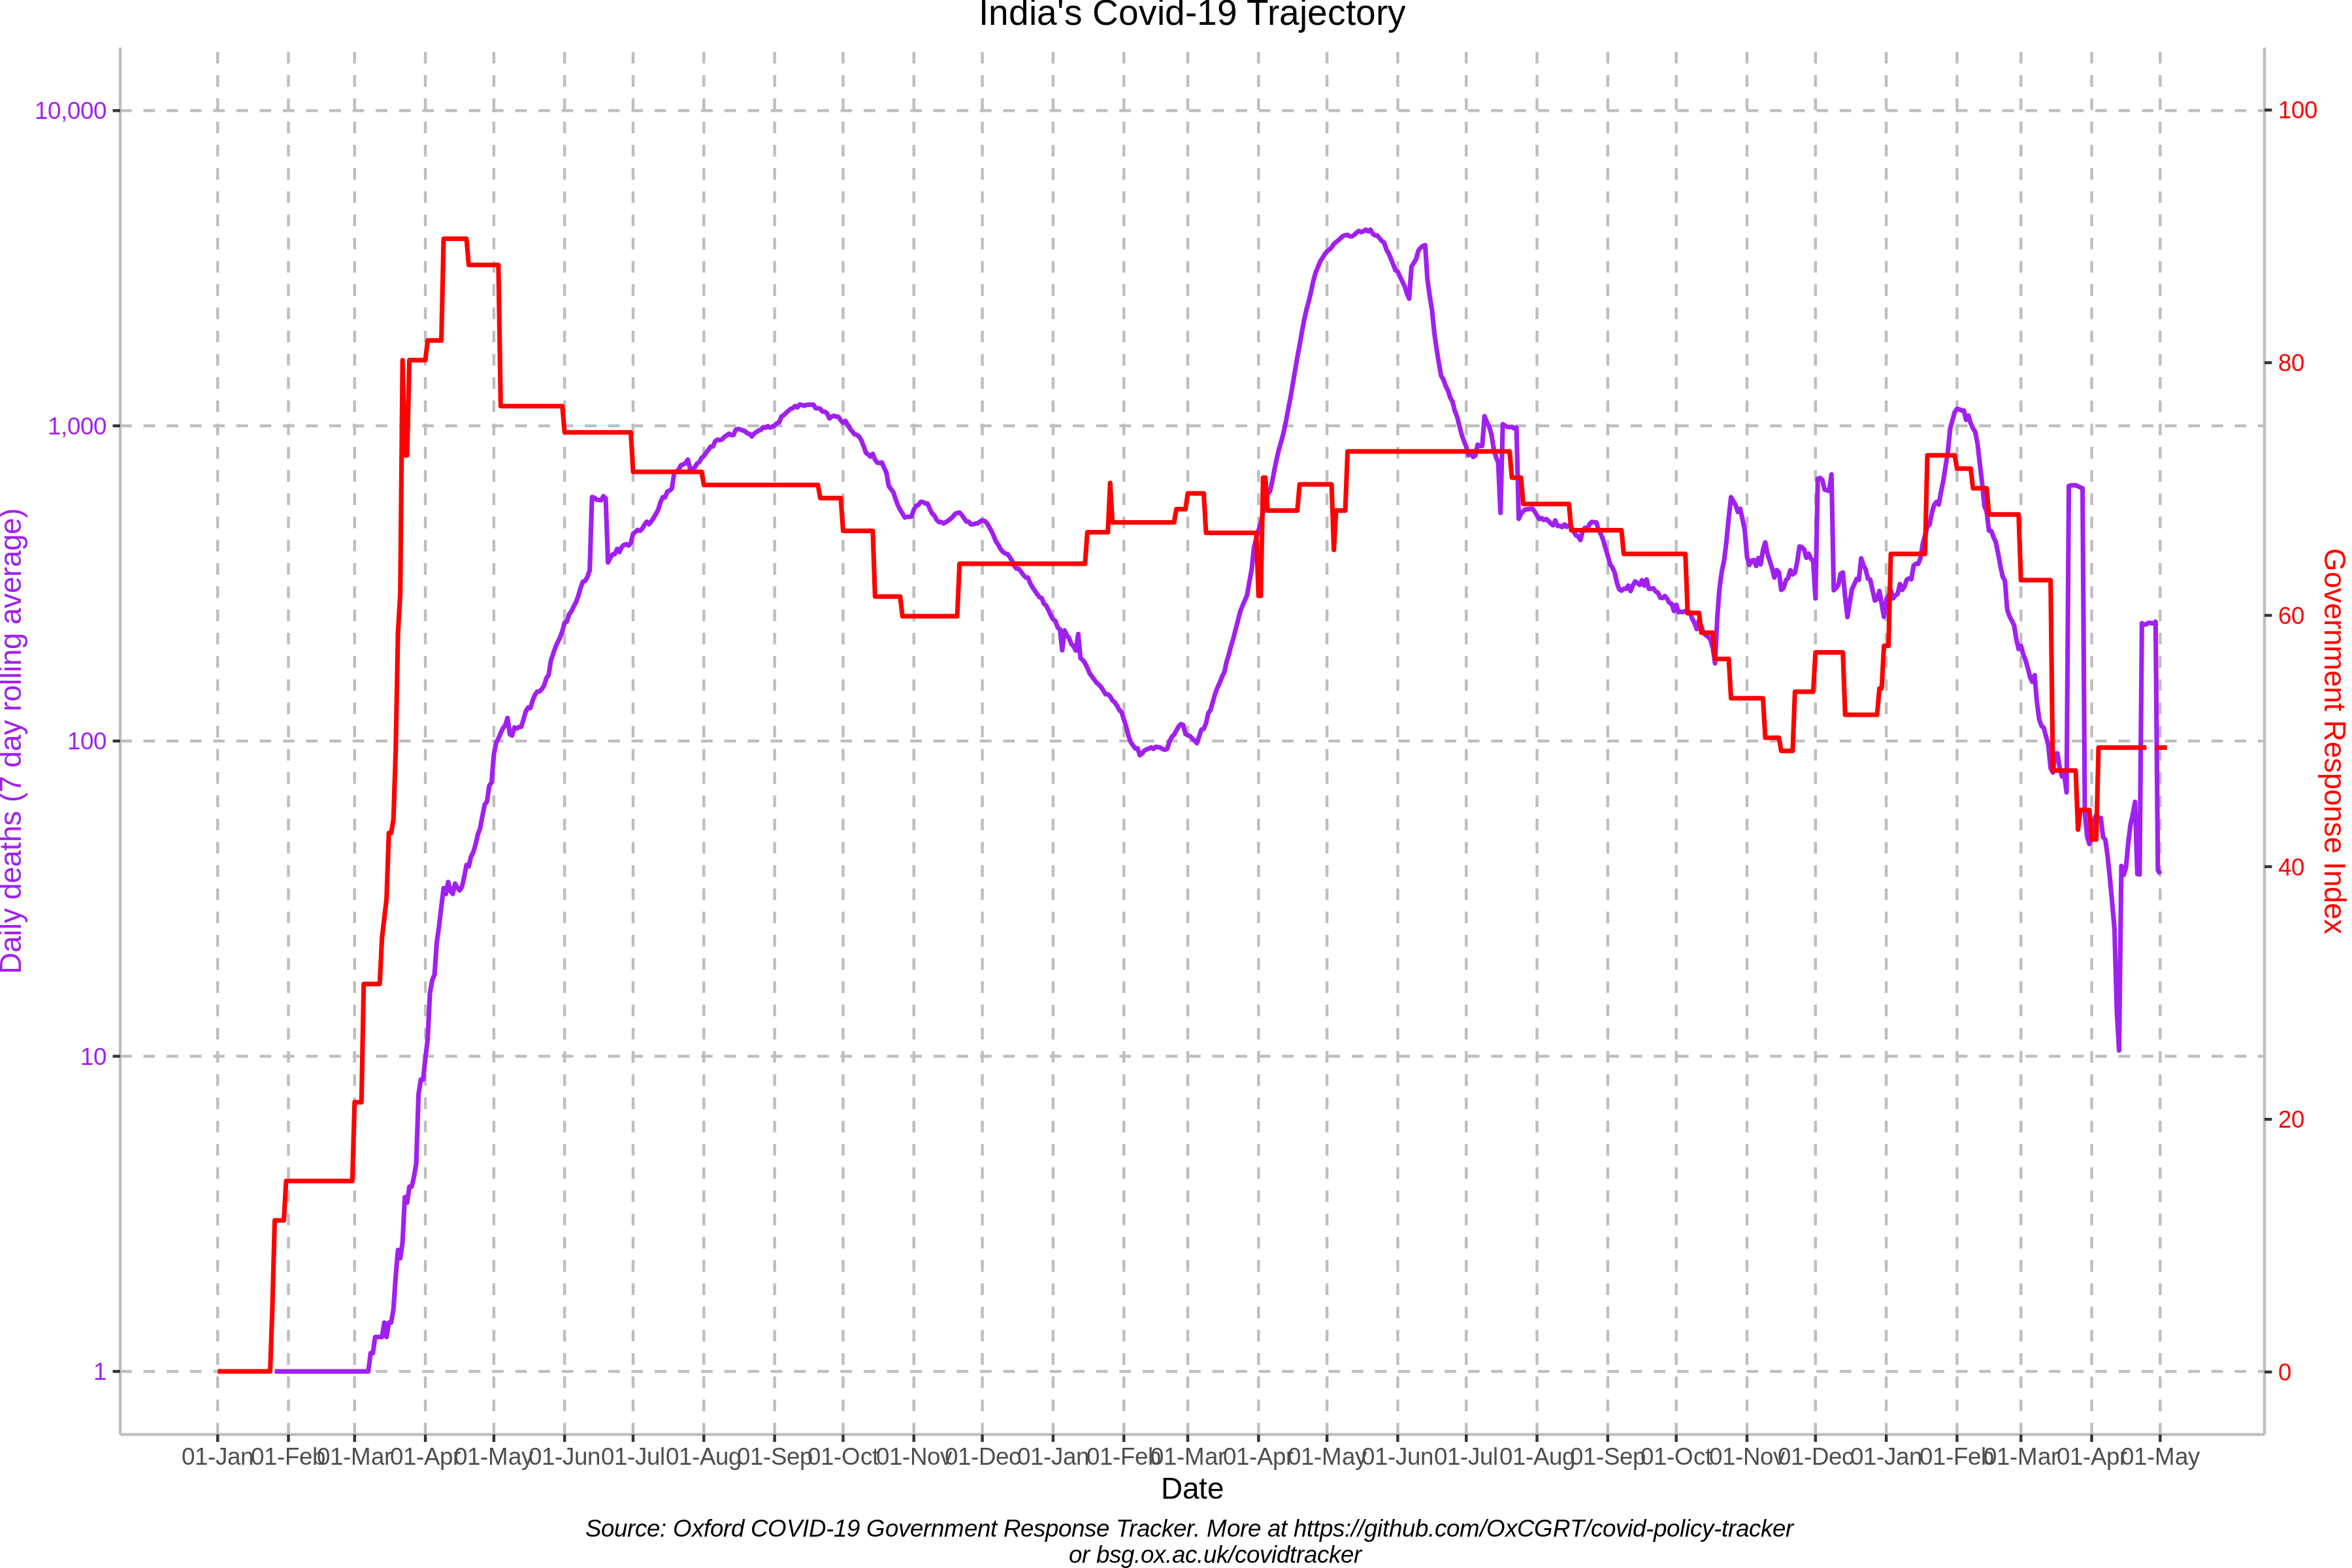 India's Covid-19 Trajectory
10,000
1,000
100
10
1
Daily deaths (7 day rolling average)
100
80
60
40
20
0
Government Response Index
01-Jan 01-Feb 01-Mar 01-Apr 01-May 01-Jun 01-Jul 01-Aug 01-Sep 01-Oct 01-Nov 01-Dec 01-Jan 01-Feb 01-Mar 01-Apr 01-May 01-Jun 01-Jul 01-Aug 01-Sep 01-Oct 01-Nov 01-Dec 01-Jan 01-Feb 01-Mar 01-Apr 01-May
Date
Source: Oxford COVID-19 Government Response Tracker. More at https://github.com/OxCGRT/covid-policy-tracker
or bsg.ox.ac.uk/covidtracker